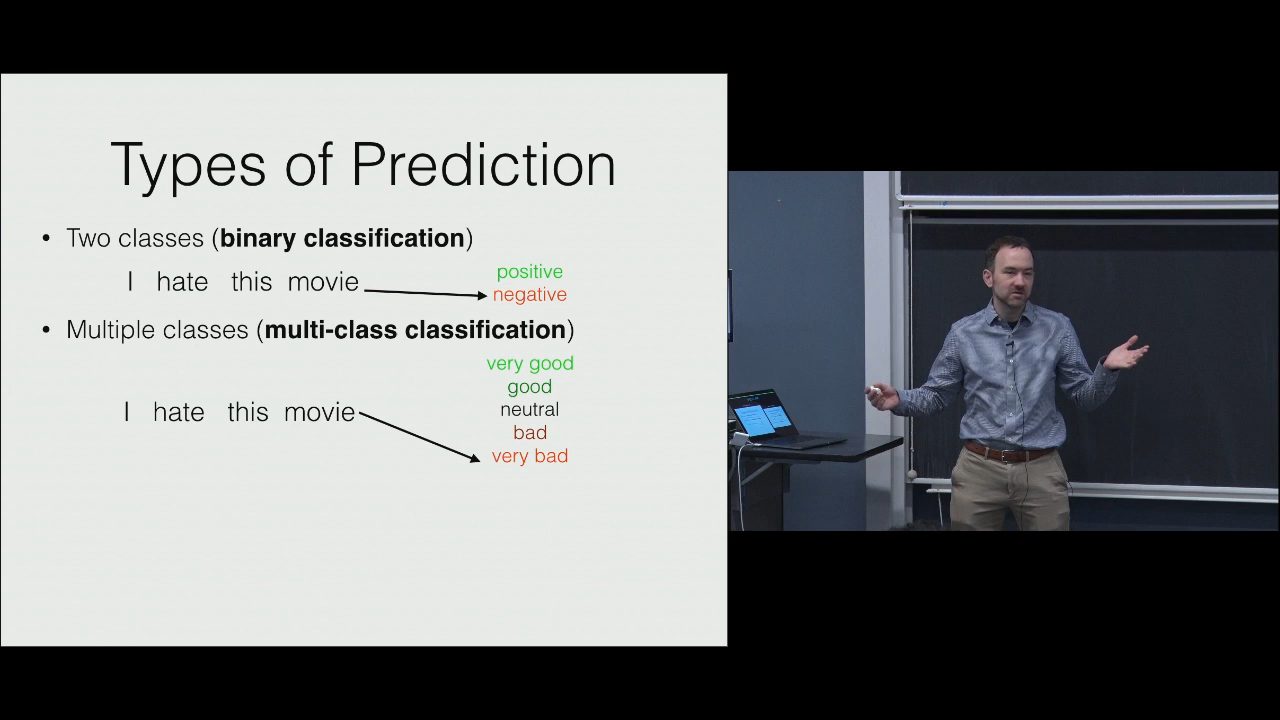 Types of Prediction
• Two classes (binary classification)
I hate this movie
positive
negative
• Multiple classes (multi-class classification)
very good
good
neutral
bad
very bad
I hate this movie